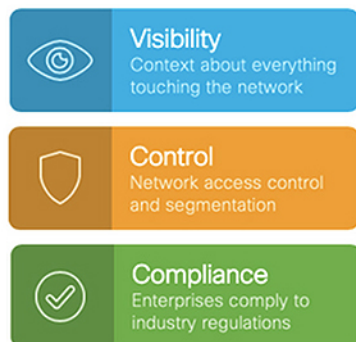 Visibility
Context about everything
touching the network
Control
Network access control
and segmentation
Compliance
Enterprises comply to
industry regulations